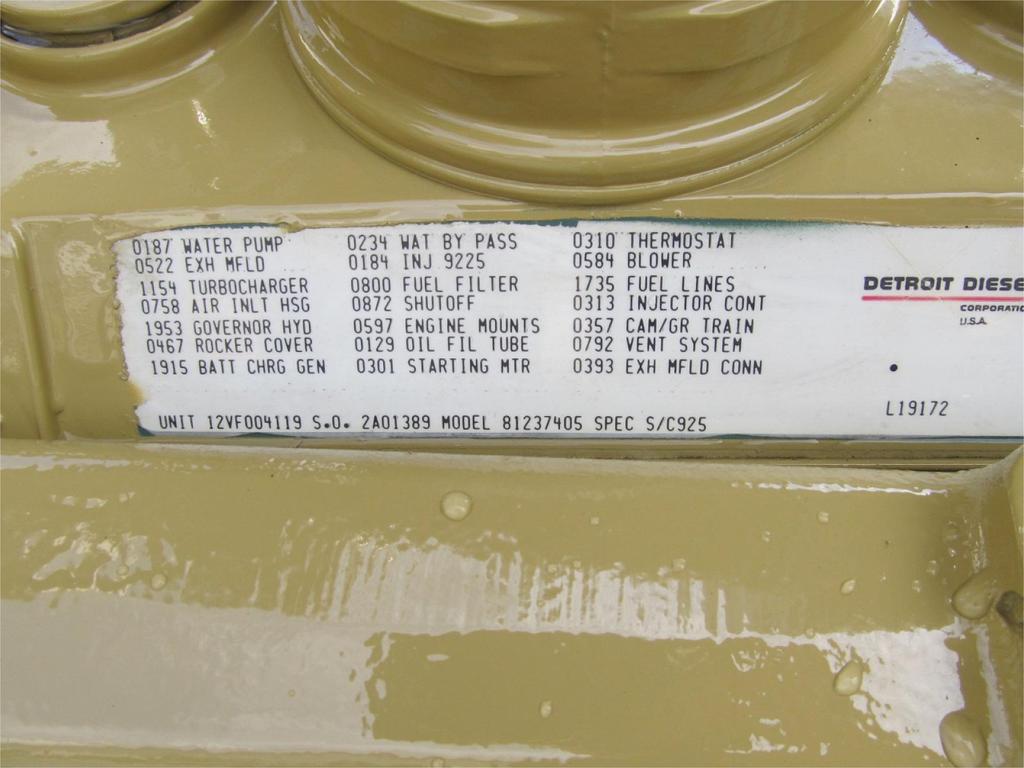 0187 WATER PUMP 0234 WAT BY PASS 0310 THERMOSTAT
0522 EXH MFLD 0184 INJ 9225 0584 BLOWER
1154 TURBOCHARGER 0800 FUEL FILTER 1735 FUEL LINES
0758 AIR INLT HSG 0872 SHUTOFF 0313 INJECTOR CONT
1953 GOVERNOR HYD 0597 ENGINE MOUNTS 0357 CAM/GR TRAIN
0467 ROCKER COVER 0129 OIL FIL TUBE 0792 VENT SYSTEM
1915 BATT CHRG GEN 0301 STARTING MTR 0393 EXH MFLD CONN
UNIT 12VF004119 S.O. 2A01389 MODEL 81237405 SPEC S/C925
DETROIT DIESE
CORPORATIO
U.S.A.
L19172